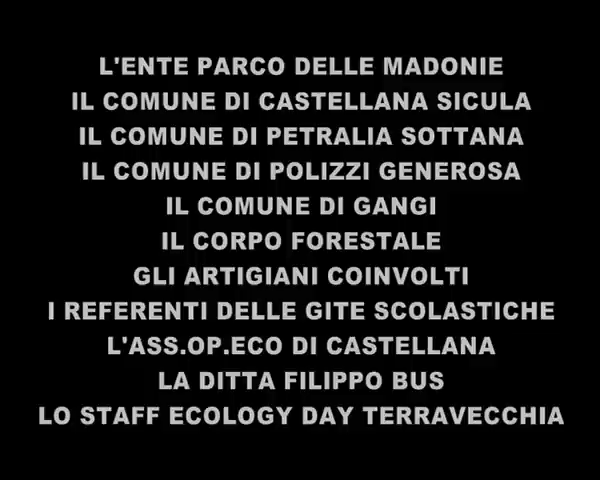 L'ENTE PARCO DELLE MADONIE
IL COMUNE DI CASTELLANA SICULA
IL COMUNE DI PETRALIA SOTTANA
IL COMUNE DI POLIZZI GENEROSA
IL COMUNE DI GANGI
IL CORPO FORESTALE
GLI ARTIGIANI COINVOLTI
I REFERENTI DELLE GITE SCOLASTICHE
L'ASS.OP.ECO DI CASTELLANA
LA DITTA FILIPPO BUS
LO STAFF ECOLOGY DAY TERRAVECCHIA